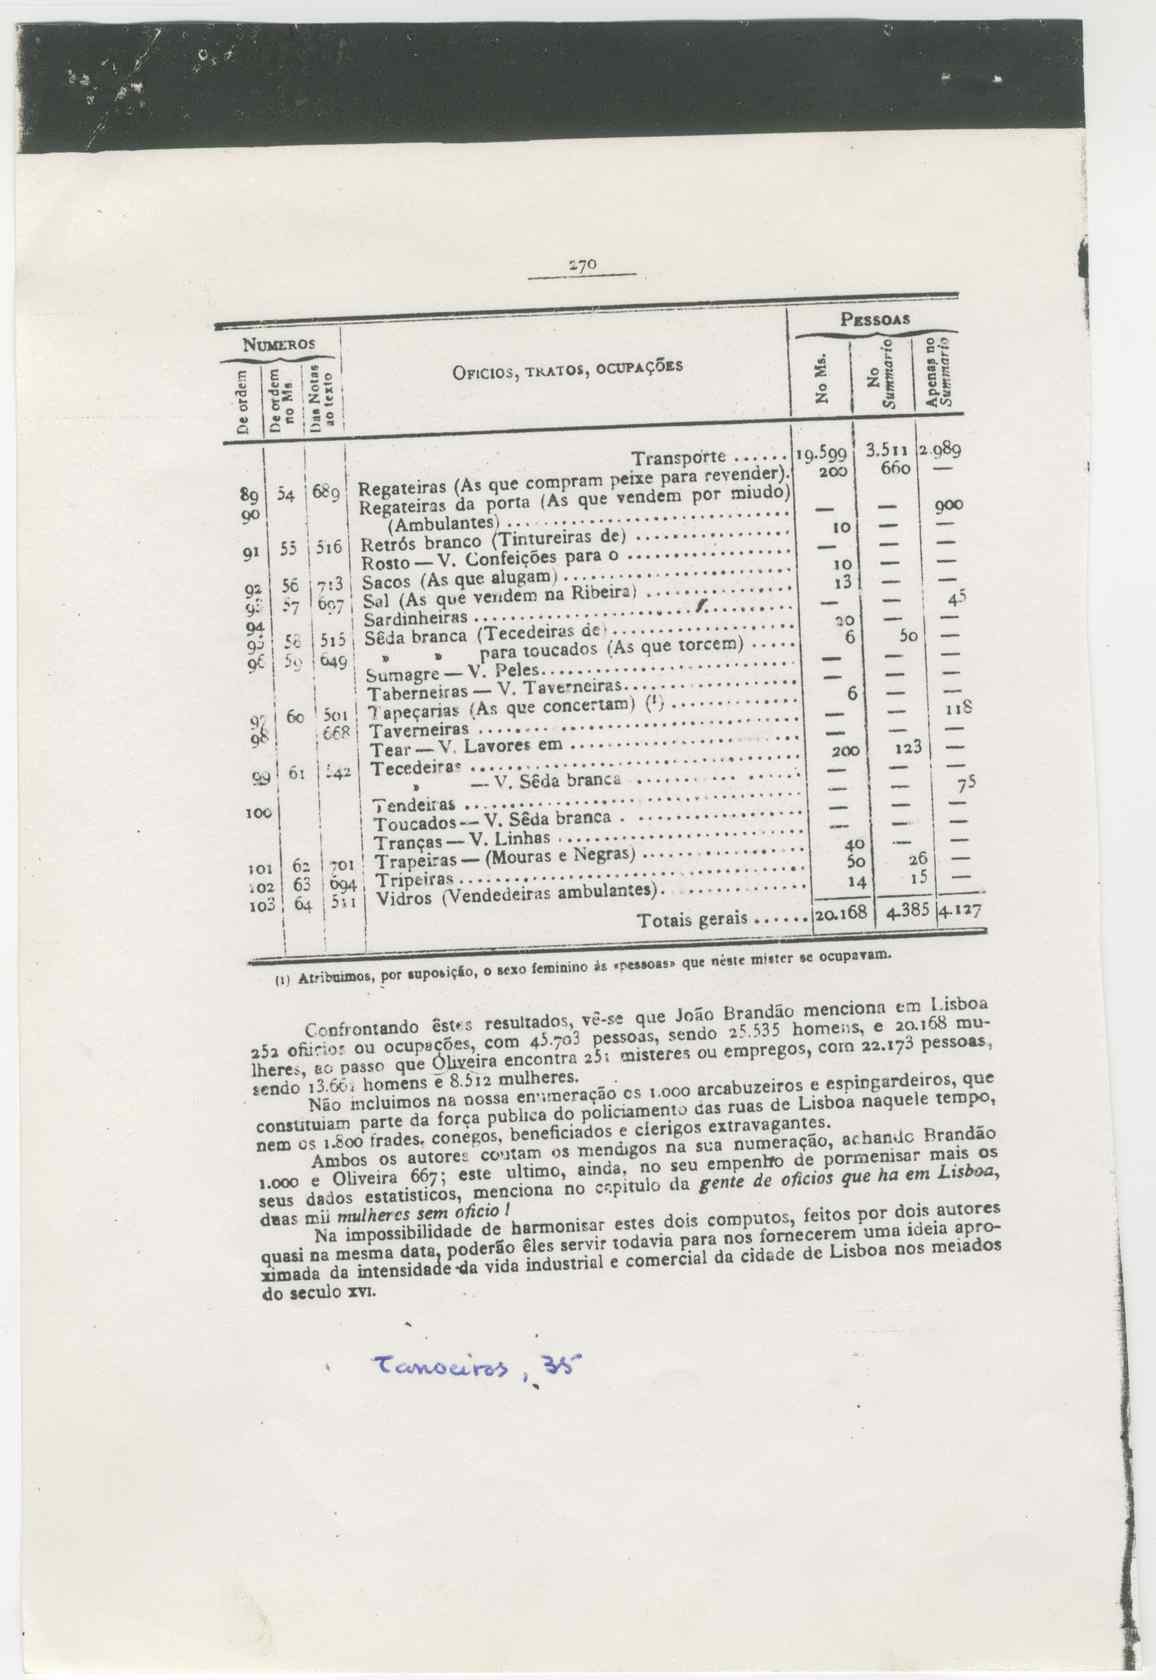 270
NUMEROS
De ordem
De ordem no Ms.
Das Notas ao texto
OFICIOS, TRATOS, OCUPAÇÕES
PESSOAS
No Ms.
No Summario
Apenas no Summario
Transporte ...... 19.599 3.511 2.989
89 54 689 Regateiras (As que compram peixe para revender). 200 660 —
90 Regateiras da porta (As que vendem por miudo)
(Ambulantes) ........ — — 900
91 55 516 Retrós branco (Tintureiras de) ........ 10 — —
Rosto — V. Confeições para o ........ — — —
92 56 713 Sacos (As que alugam) ........ 10 — —
93 57 697 Sal (As que vendem na Ribeira) ........ 13 — —
94 Sardinheiras ........ — — 45
95 58 515 Sêda branca (Tecedeiras de) ........ 20 — —
96 59 649 » » para toucados (As que torcem) ..... 6 50 —
Sumagre — V. Peles ........ — — —
Taberneiras — V. Taverneiras ........ — — —
97 60 501 Tapeçarias (As que concertam) (1) ........ 6 — —
98 668 Taverneiras ........ — — 118
Tear — V. Lavores em ........ — — —
99 61 542 Tecedeiras ........ 200 123 —
» — V. Sêda branca ........ — — —
100 Tendeiras ........ — — 75
Toucados — V. Sêda branca ........ — — —
Tranças — V. Linhas ........ — — —
101 62 701 Trapeiras — (Mouras e Negras) ........ 40 — —
102 63 694 Tripeiras ........ 50 26 —
103 64 511 Vidros (Vendedeiras ambulantes) ........ 14 15 —
Totais gerais ...... 20.168 4.385 4.127
(1) Atribuimos, por suposição, o sexo feminino ás «pessoas» que nêste mister se ocupavam.
Confrontando êstes resultados, vê-se que João Brandão menciona em Lisboa
252 oficios ou ocupações, com 45.703 pessoas, sendo 25.535 homens, e 20.168 mu-
lheres, ao passo que Oliveira encontra 251 misteres ou empregos, com 22.173 pessoas,
sendo 13.661 homens e 8.512 mulheres.
Não incluimos na nossa enumeração os 1.000 arcabuzeiros e espingardeiros, que
constituiam parte da força publica do policiamento das ruas de Lisboa naquele tempo,
nem os 1.800 frades, conegos, beneficiados e clerigos extravagantes.
Ambos os autores contam os mendigos na sua numeração, achando Brandão
1.000 e Oliveira 667; este ultimo, ainda, no seu empenho de pormenisar mais os
seus dados estatisticos, menciona no capitulo da gente de oficios que ha em Lisboa,
duas mil mulheres sem oficio !
Na impossibilidade de harmonisar estes dois computos, feitos por dois autores
quasi na mesma data, poderão êles servir todavia para nos fornecerem uma ideia apro-
ximada da intensidade da vida industrial e comercial da cidade de Lisboa nos meiados
do seculo XVI.
Tanoeiros, 35